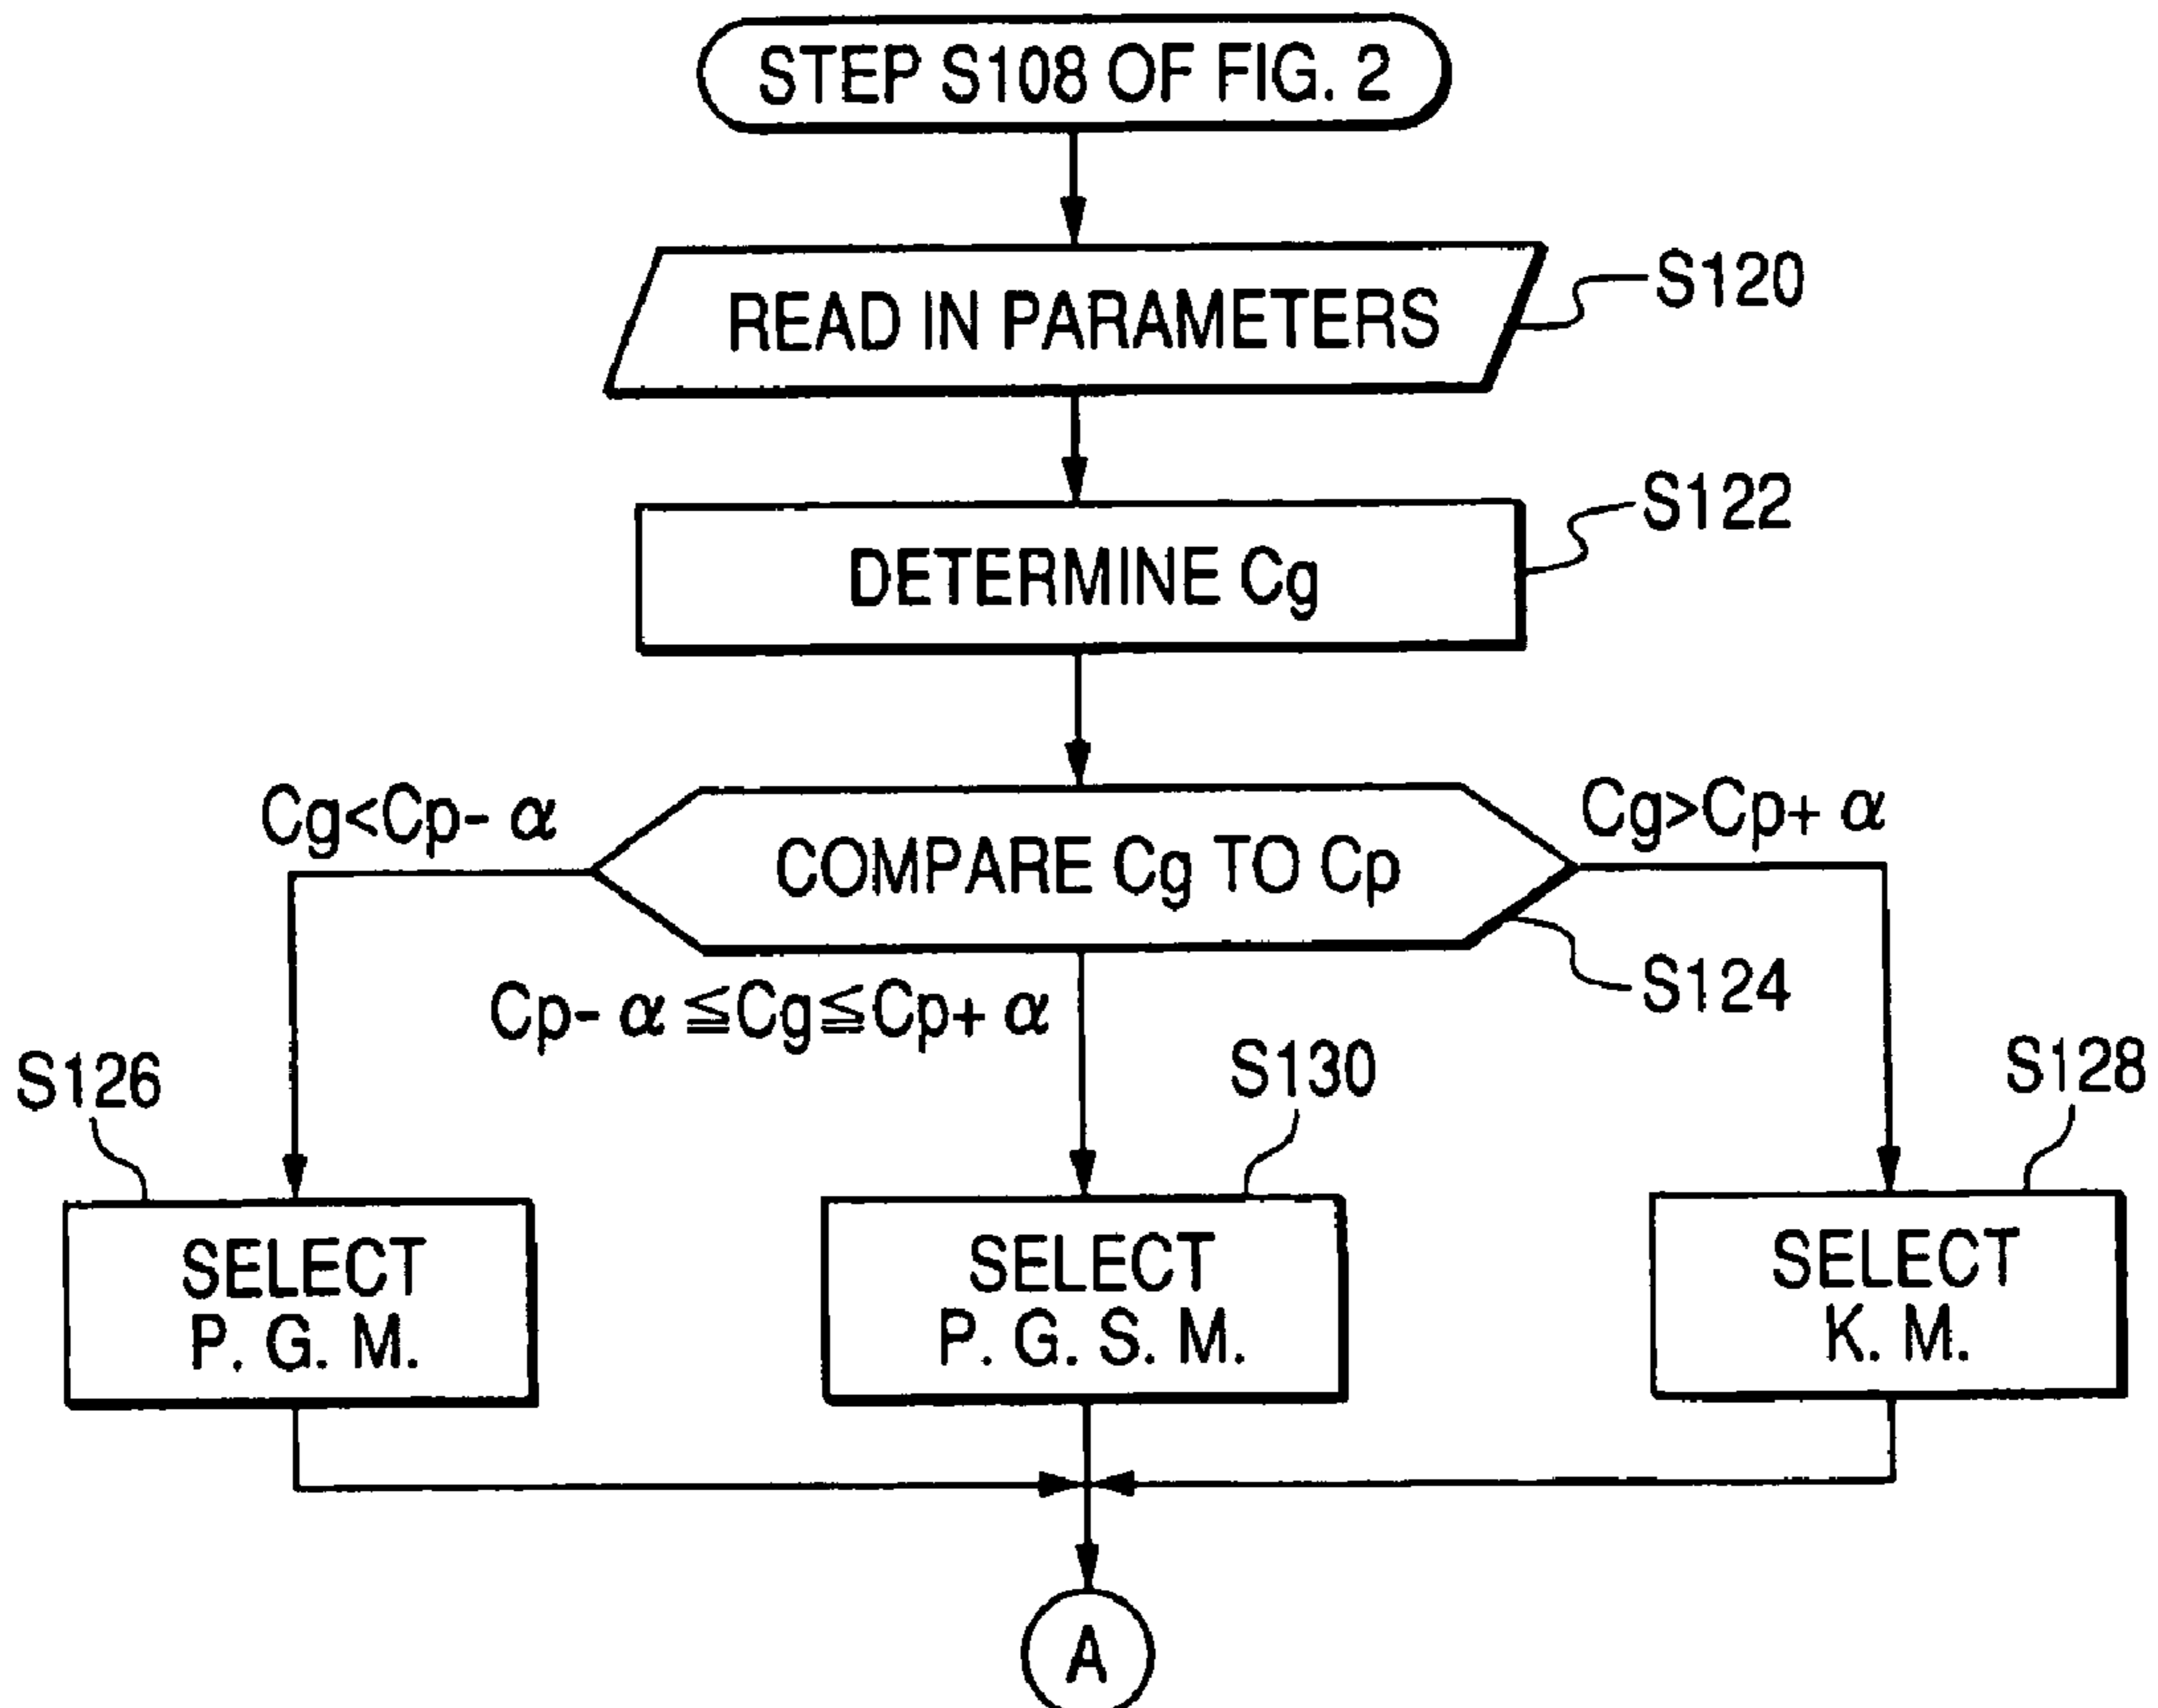 STEP S108 OF FIG. 2
READ IN PARAMETERS
S120
DETERMINE Cg
S122
Cg<Cp- α
COMPARE Cg TO Cp
Cg>Cp+ α
S124
Cp- α ≦Cg≦Cp+ α
S126
S130
S128
SELECT
P. G. M.
SELECT
P. G. S. M.
SELECT
K. M.
A